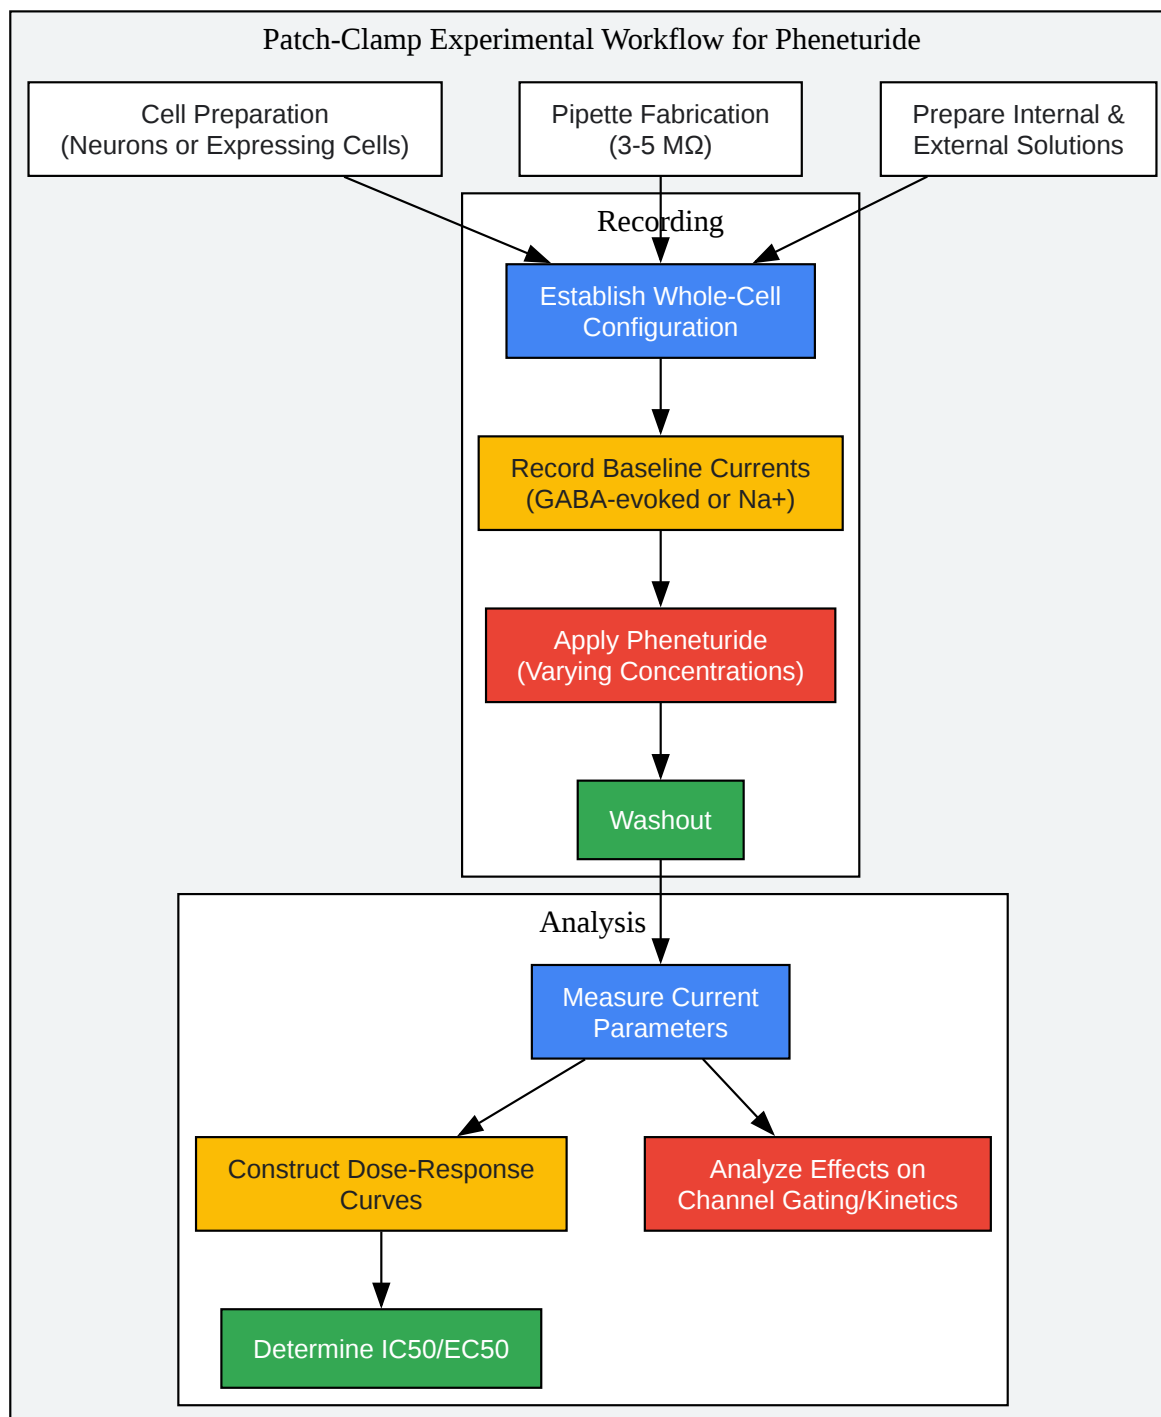 Patch-Clamp Experimental Workflow for Pheneturide
Cell Preparation
(Neurons or Expressing Cells)
Pipette Fabrication
(3-5 MΩ)
Prepare Internal &
External Solutions
Recording
Establish Whole-Cell
Configuration
Record Baseline Currents
(GABA-evoked or Na+)
Apply Pheneturide
(Varying Concentrations)
Washout
Analysis
Measure Current
Parameters
Construct Dose-Response
Curves
Analyze Effects on
Channel Gating/Kinetics
Determine IC50/EC50